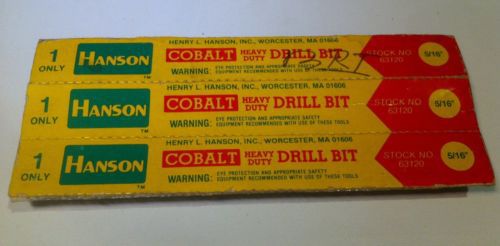 HENRY L. HANSON, INC., WORCESTER, MA 01606
1 ONLY HANSON™ COBALT HEAVY DUTY DRILL BIT STOCK NO 63120 5/16"
WARNING: EYE PROTECTION AND APPROPRIATE SAFETY
EQUIPMENT RECOMMENDED WITH USE OF THESE TOOLS
HENRY L. HANSON, INC., WORCESTER, MA 01606
1 ONLY HANSON™ COBALT HEAVY DUTY DRILL BIT STOCK NO 63120 5/16"
WARNING: EYE PROTECTION AND APPROPRIATE SAFETY
EQUIPMENT RECOMMENDED WITH USE OF THESE TOOLS
HENRY L. HANSON, INC., WORCESTER, MA 01606
1 ONLY HANSON™ COBALT HEAVY DUTY DRILL BIT STOCK NO 63120 5/16"
WARNING: EYE PROTECTION AND APPROPRIATE SAFETY
EQUIPMENT RECOMMENDED WITH USE OF THESE TOOLS